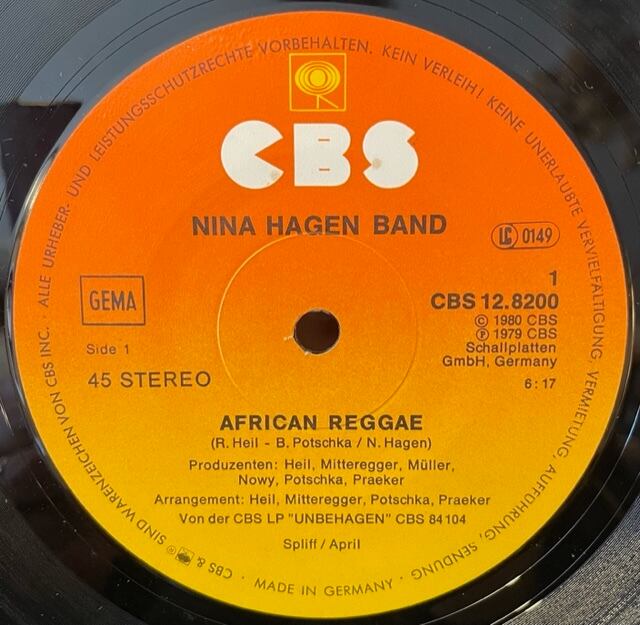 ALLE URHEBER- UND LEISTUNGSSCHUTZRECHTE VORBEHALTEN. KEIN VERLEIH! KEINE UNERLAUBTE VERVIELFÄLTIGUNG, VERMIETUNG, AUFFÜHRUNG, SENDUNG
CBS
NINA HAGEN BAND
LC 0149
GEMA
1
CBS 12.8200
© 1980 CBS
℗ 1979 CBS
Schallplatten
GmbH, Germany
Side 1
45 STEREO
6:17
AFRICAN REGGAE
(R. Heil - B. Potschka / N. Hagen)
Produzenten: Heil, Mitteregger, Müller,
Nowy, Potschka, Praeker
Arrangement: Heil, Mitteregger, Potschka, Praeker
Von der CBS LP "UNBEHAGEN" CBS 84104
Spliff / April
· MADE IN GERMANY ·
CBS & ® SIND WARENZEICHEN VON CBS INC. ·